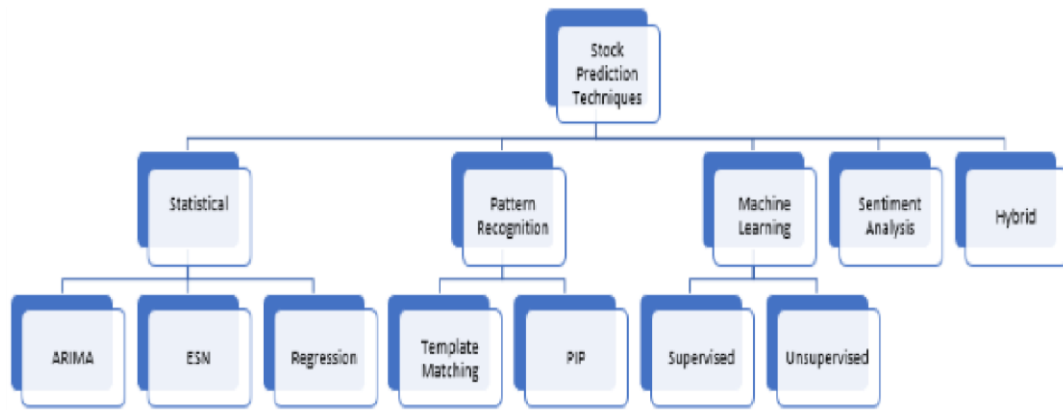 Stock
Prediction
Techniques
Statistical
Pattern
Recognition
Machine
Learning
Sentiment
Analysis
Hybrid
ARIMA
ESN
Regression
Template
Matching
PIP
Supervised
Unsupervised